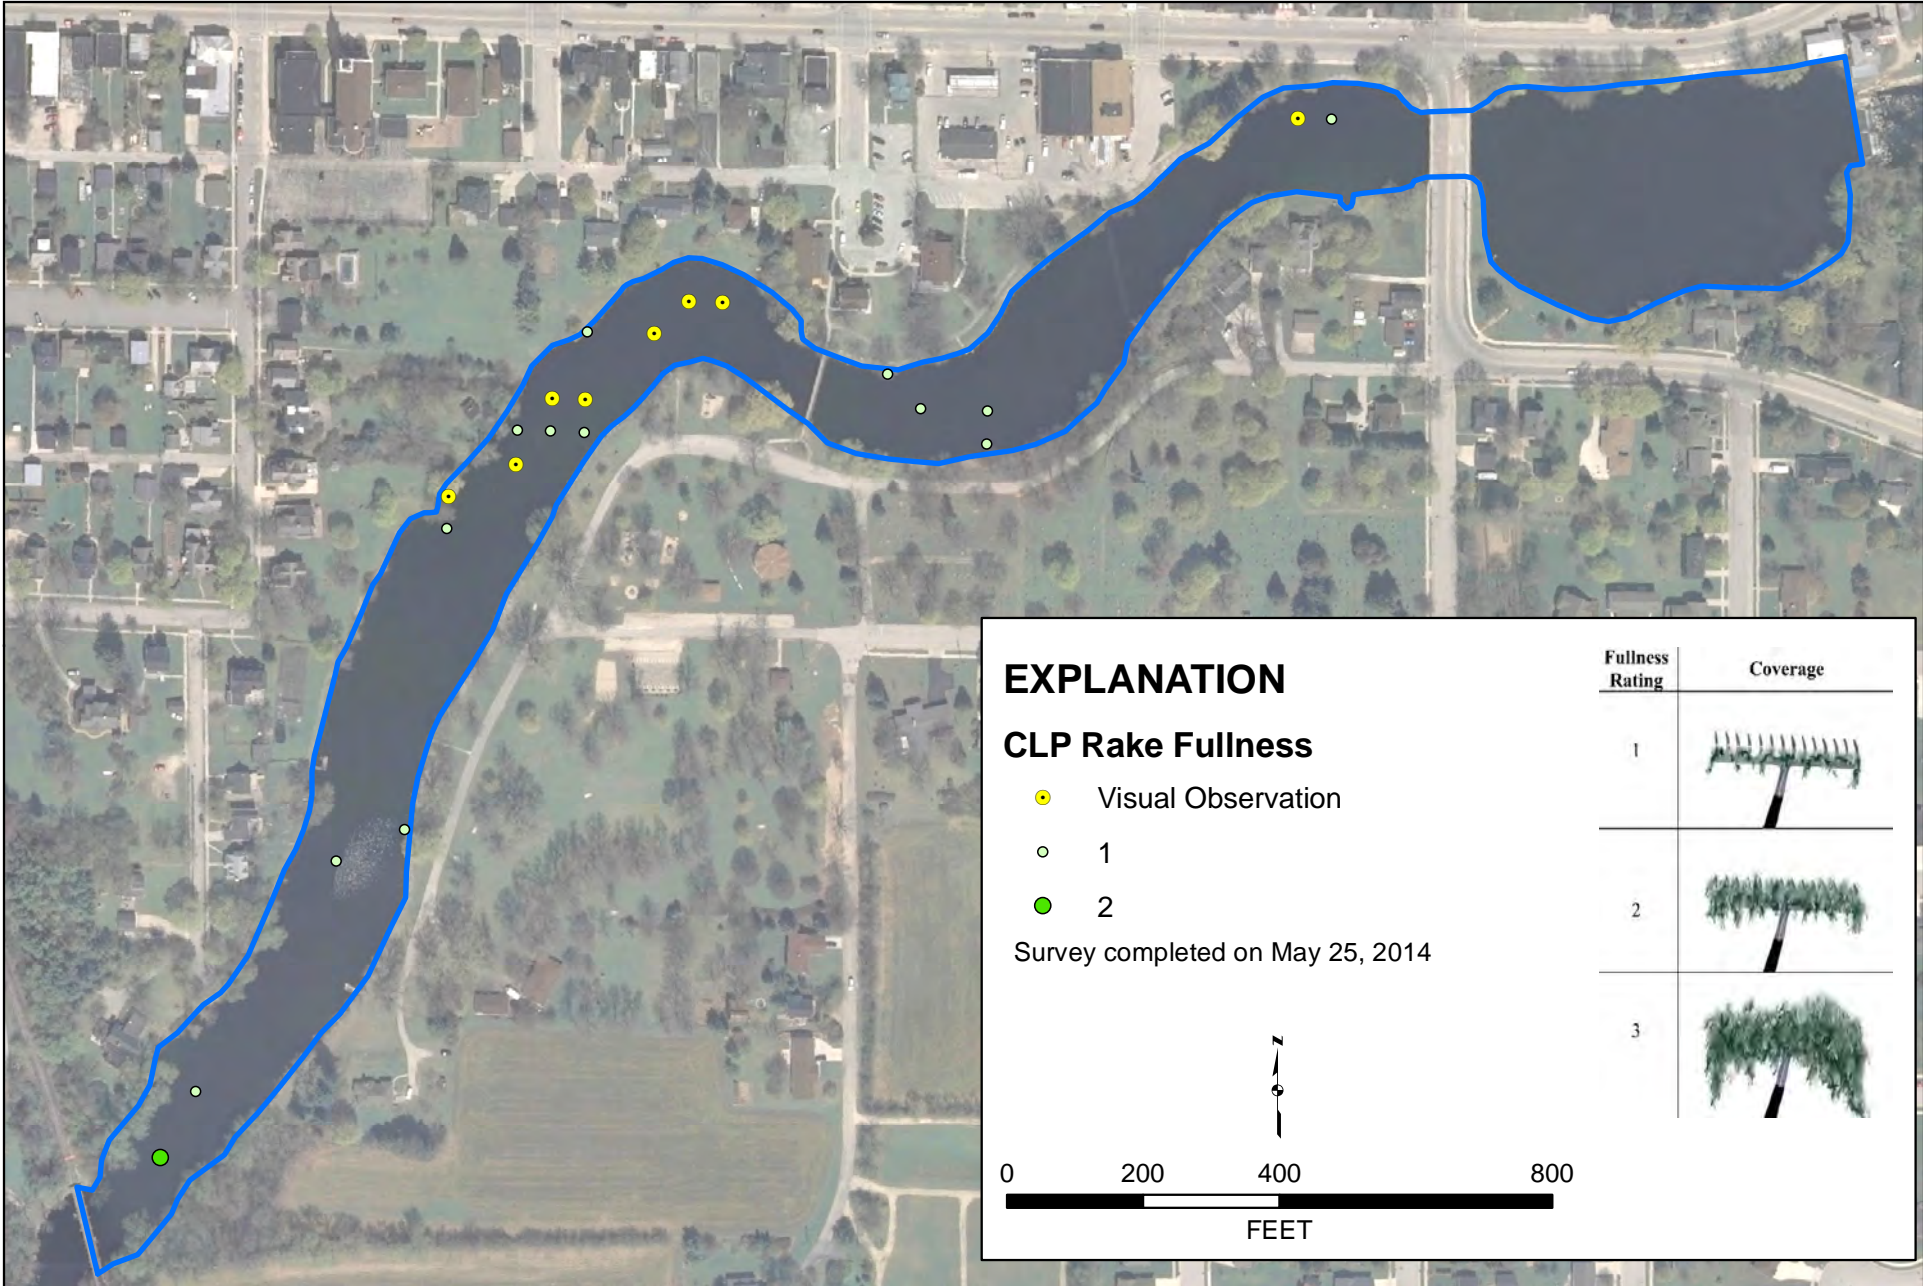 EXPLANATION
CLP Rake Fullness
Visual Observation
1
2
Survey completed on May 25, 2014
N
0 200 400 800
FEET
Fullness Rating
Coverage
1
2
3